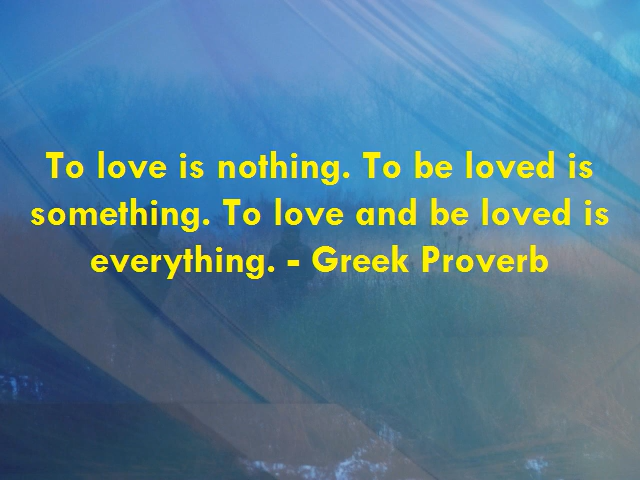 To love is nothing. To be loved is
something. To love and be loved is
everything. - Greek Proverb